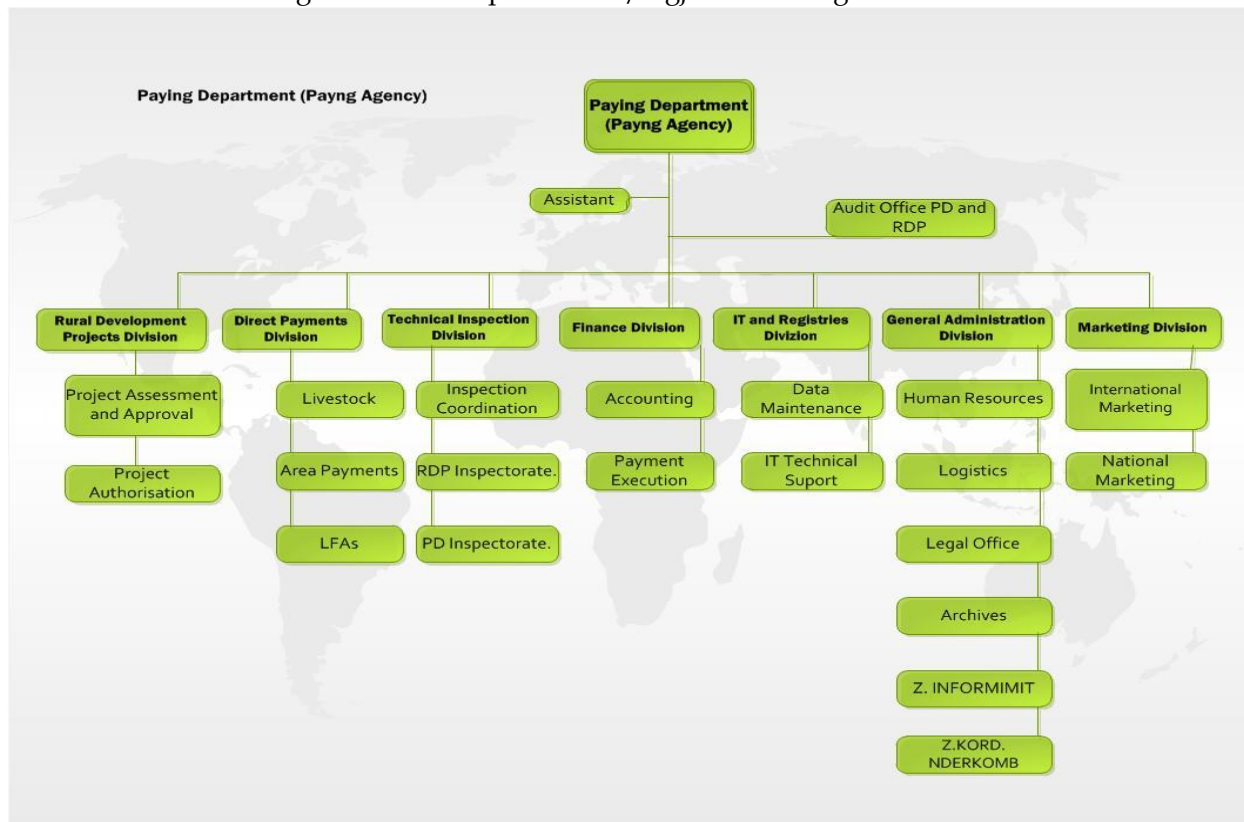 Paying Department (Payng Agency)
Paying Department
(Payng Agency)
Assistant
Audit Office PD and
RDP
Rural Development
Projects Division
Direct Payments
Division
Technical Inspection
Division
Finance Division
IT and Registries
Divizion
General Administration
Division
Marketing Division
Project Assessment
and Approval
Project
Authorisation
Livestock
Area Payments
LFAs
Inspection
Coordination
RDP Inspectorate.
PD Inspectorate.
Accounting
Payment
Execution
Data
Maintenance
IT Technical
Suport
Human Resources
Logistics
Legal Office
Archives
Z. INFORMIMIT
Z.KORD.
NDERKOMB
International
Marketing
National
Marketing